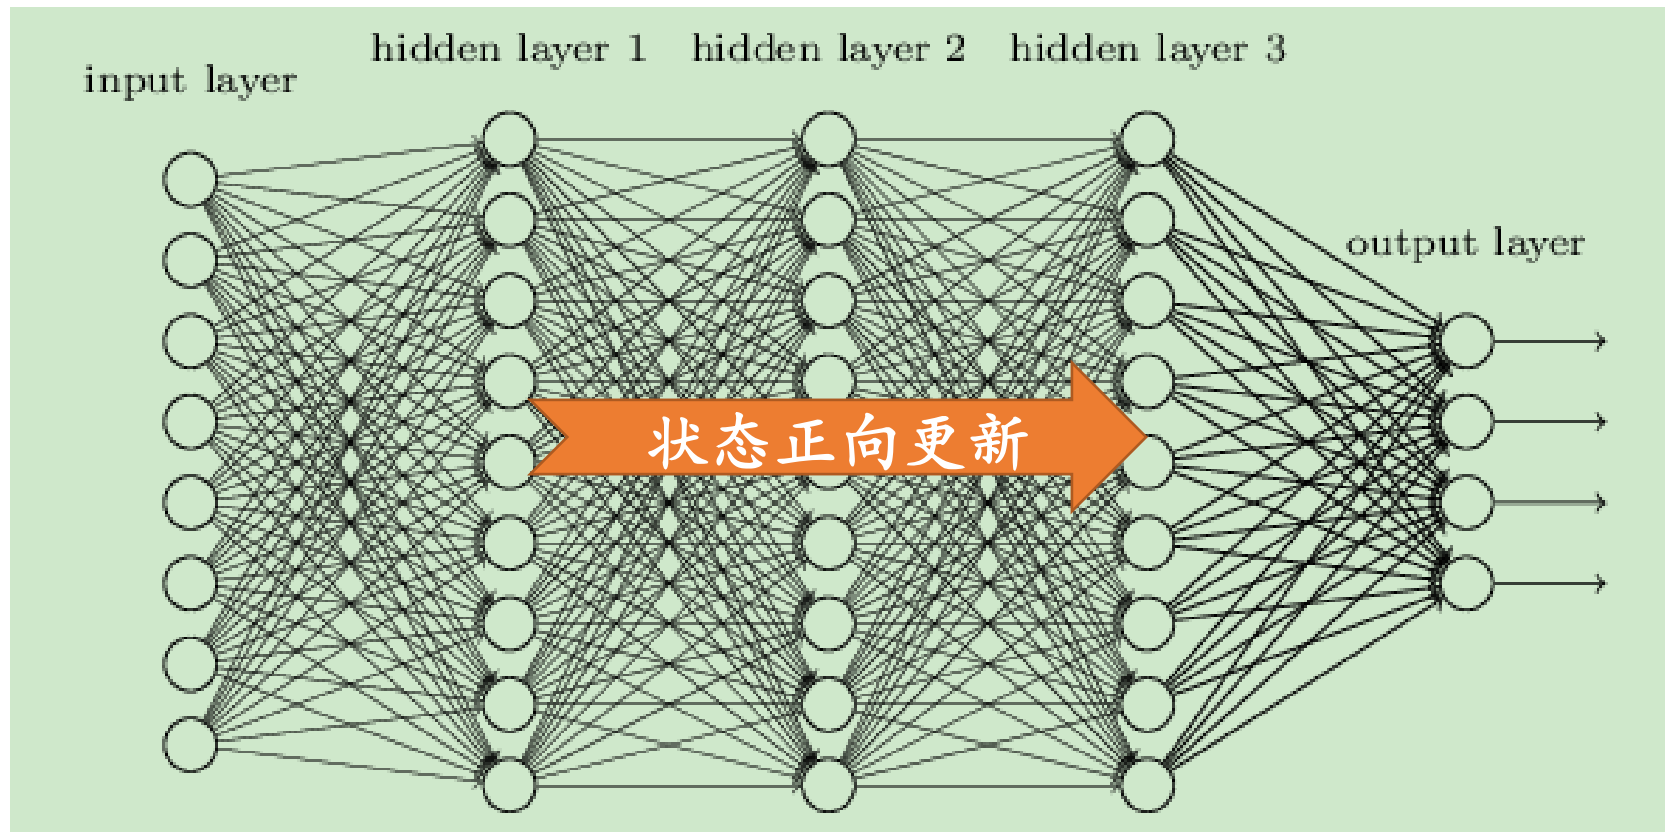 input layer
hidden layer 1
hidden layer 2
hidden layer 3
output layer
状态正向更新